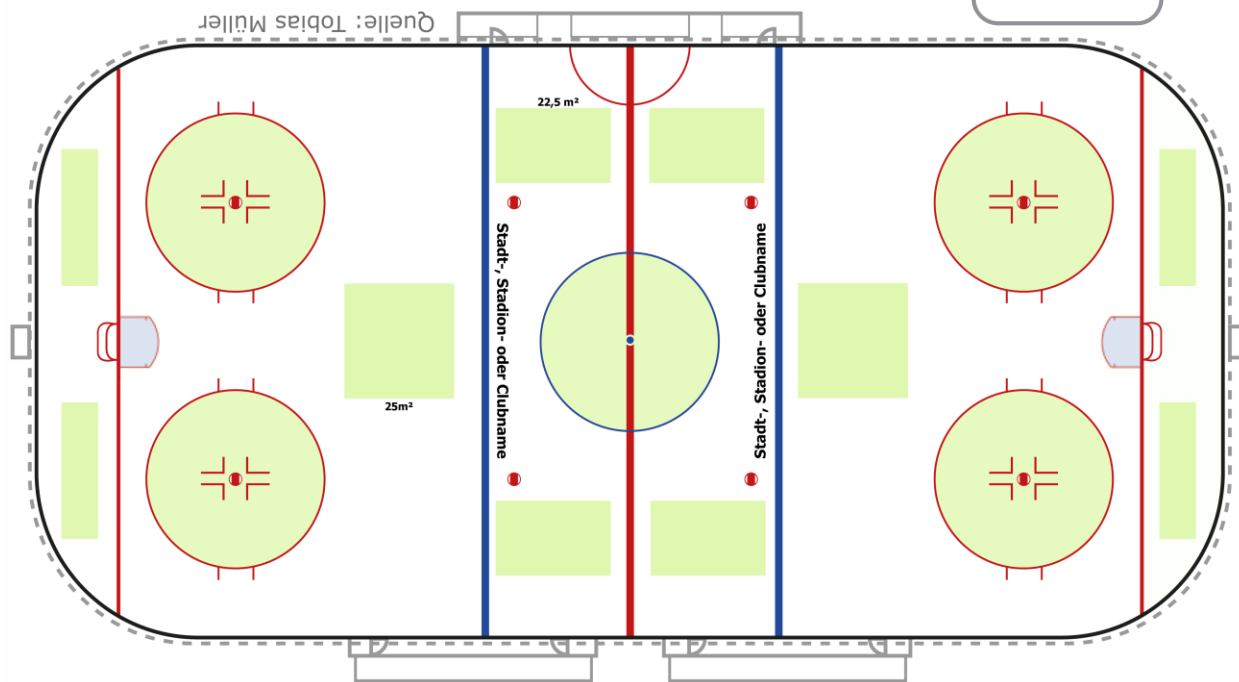 Quelle: Tobias Müller
22,5 m²
Stadt-, Stadion- oder Clubname
Stadt-, Stadion- oder Clubname
25m²